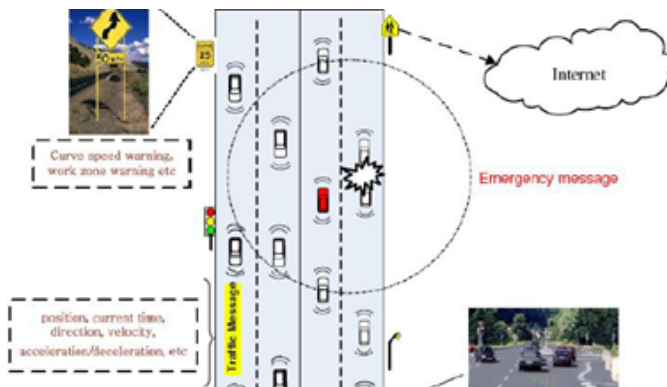 25
Internet
Curve speed warning,
work zone warning etc
Emergency message
Traffic Message
position, current time,
direction, velocity,
acceleration/deceleration, etc